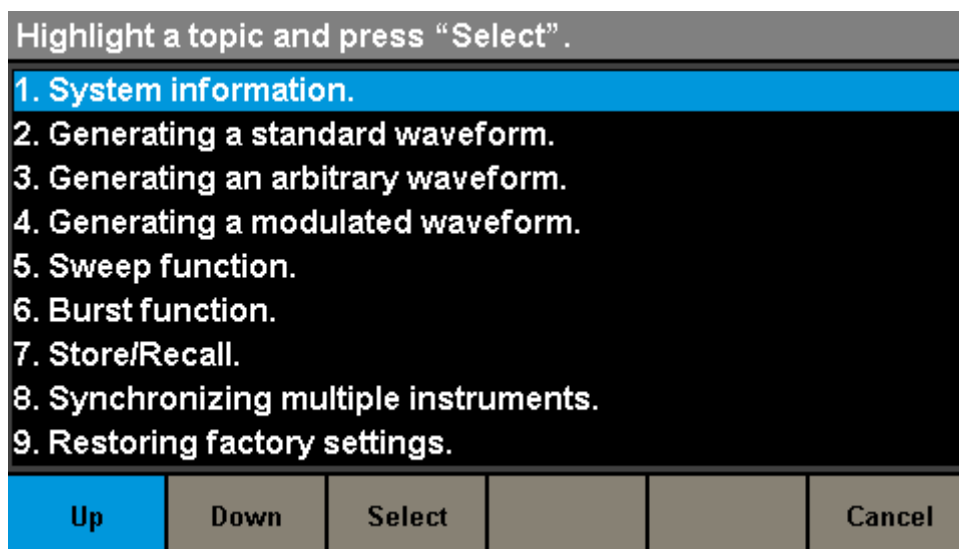 Highlight a topic and press “Select”.
1. System information.
2. Generating a standard waveform.
3. Generating an arbitrary waveform.
4. Generating a modulated waveform.
5. Sweep function.
6. Burst function.
7. Store/Recall.
8. Synchronizing multiple instruments.
9. Restoring factory settings.
Up Down Select Cancel